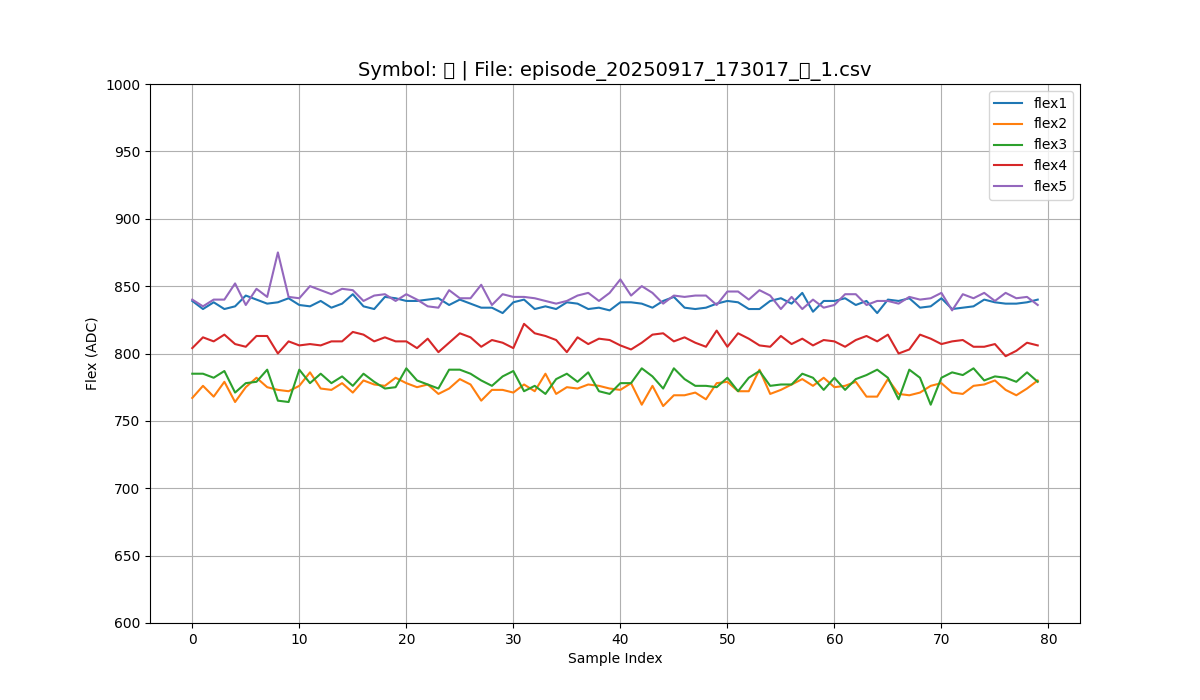 Symbol: ▯ | File: episode_20250917_173017_▯_1.csv
1000
950
900
850
800
750
700
650
600
Flex (ADC)
flex1
flex2
flex3
flex4
flex5
0 10 20 30 40 50 60 70 80
Sample Index